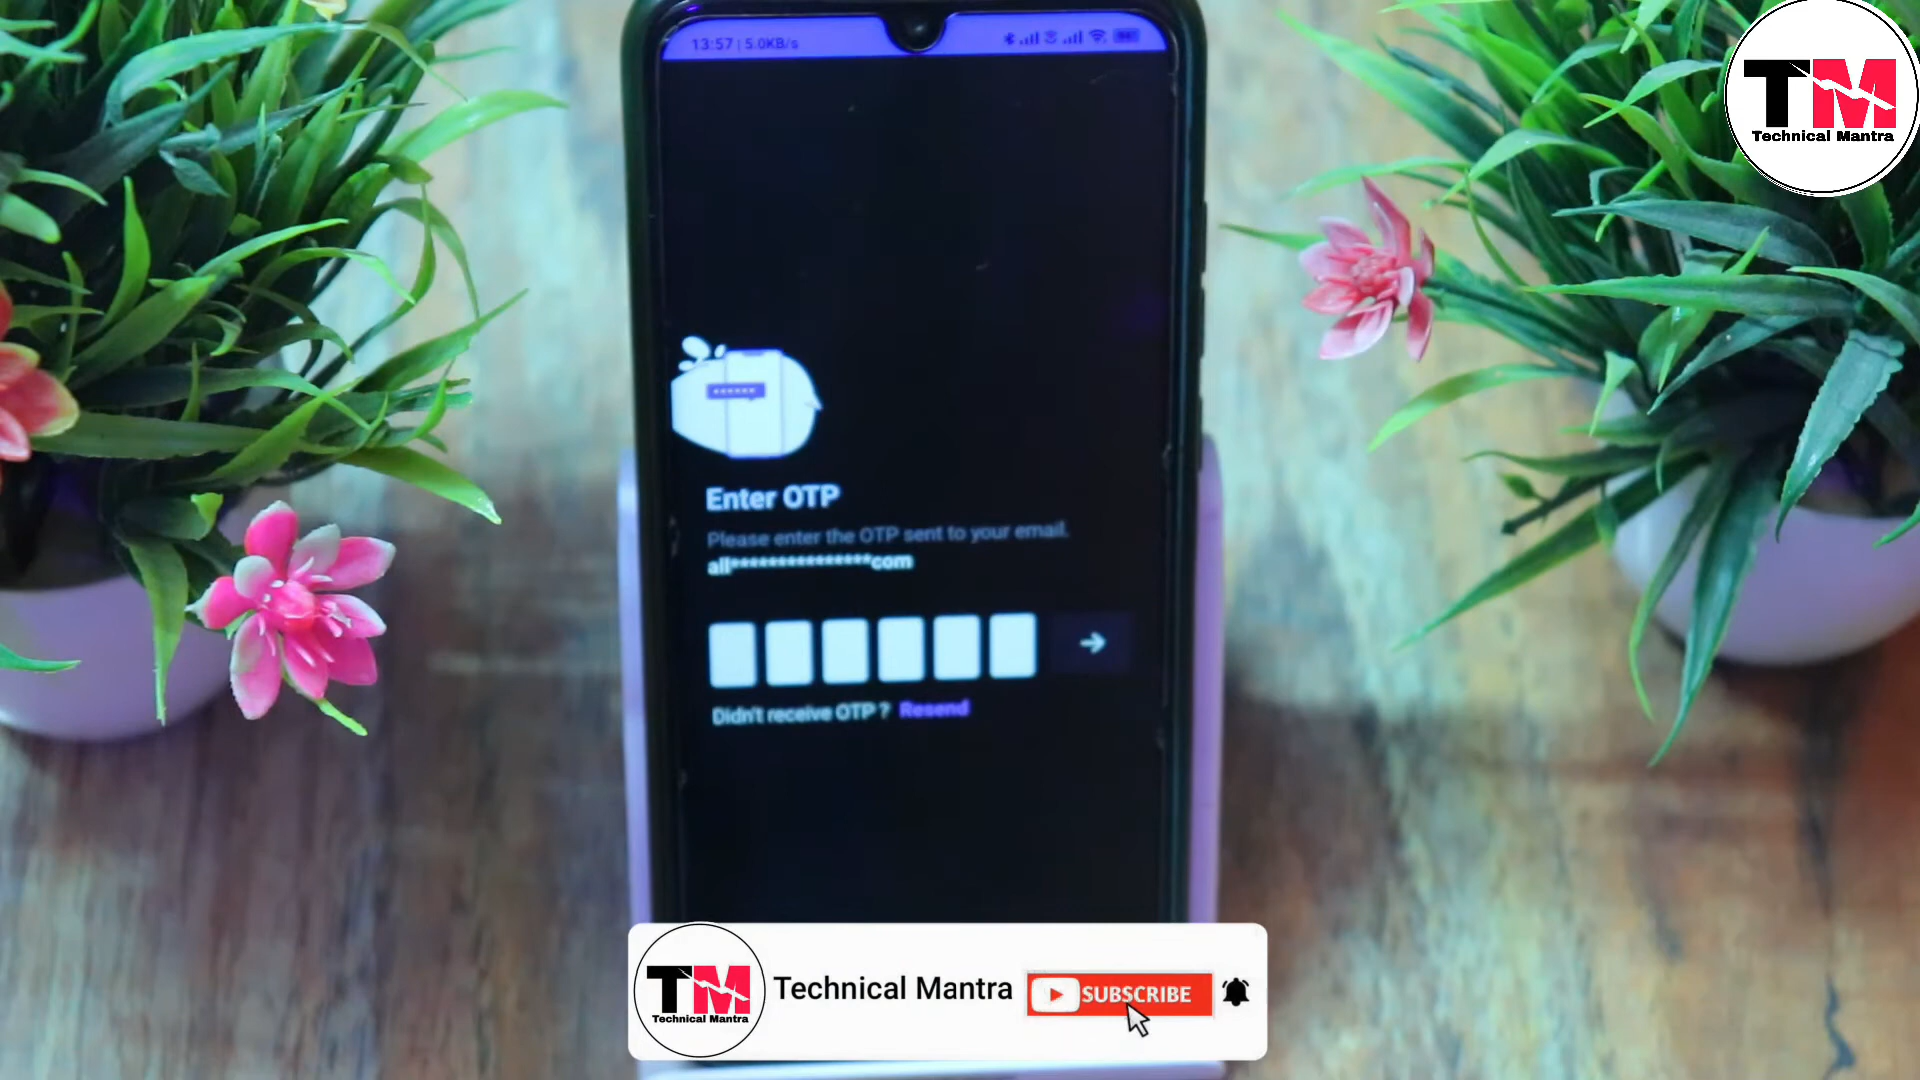 13:57 | 5.0KB/s
TM
Technical Mantra
******
Enter OTP
Please enter the OTP sent to your email.
all****************com
Didn't receive OTP ? Resend
TM
Technical Mantra
Technical Mantra
SUBSCRIBE